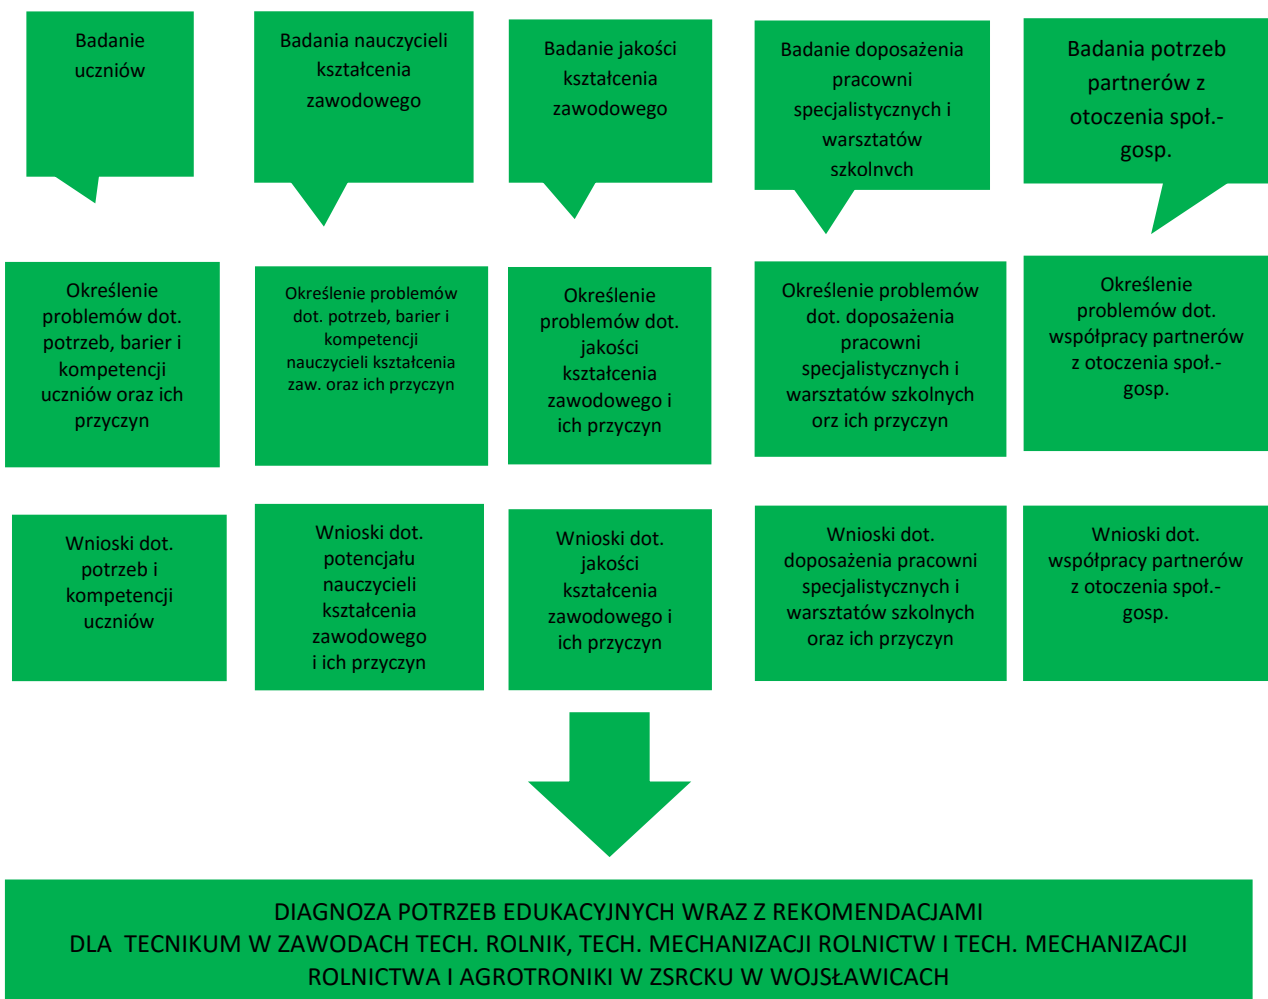 Badanie
uczniów
Badania nauczycieli
kształcenia
zawodowego
Badanie jakości
kształcenia
zawodowego
Badanie doposażenia
pracowni
specjalistycznych i
warsztatów
szkolnych
Badania potrzeb
partnerów z
otoczenia społ.-
gosp.
Określenie
problemów dot.
potrzeb, barier i
kompetencji
uczniów oraz ich
przyczyn
Określenie problemów
dot. potrzeb, barier i
kompetencji
nauczycieli kształcenia
zaw. oraz ich przyczyn
Określenie
problemów dot.
jakości
kształcenia
zawodowego i
ich przyczyn
Określenie problemów
dot. doposażenia
pracowni
specjalistycznych i
warsztatów szkolnych
orz ich przyczyn
Określenie
problemów dot.
współpracy partnerów
z otoczenia społ.-
gosp.
Wnioski dot.
potrzeb i
kompetencji
uczniów
Wnioski dot.
potencjału
nauczycieli
kształcenia
zawodowego
i ich przyczyn
Wnioski dot.
jakości
kształcenia
zawodowego i
ich przyczyn
Wnioski dot.
doposażenia pracowni
specjalistycznych i
warsztatów szkolnych
oraz ich przyczyn
Wnioski dot.
współpracy partnerów
z otoczenia społ.-
gosp.
DIAGNOZA POTRZEB EDUKACYJNYCH WRAZ Z REKOMENDACJAMI
DLA TECNIKUM W ZAWODACH TECH. ROLNIK, TECH. MECHANIZACJI ROLNICTW I TECH. MECHANIZACJI
ROLNICTWA I AGROTRONIKI W ZSRCKU W WOJSŁAWICACH